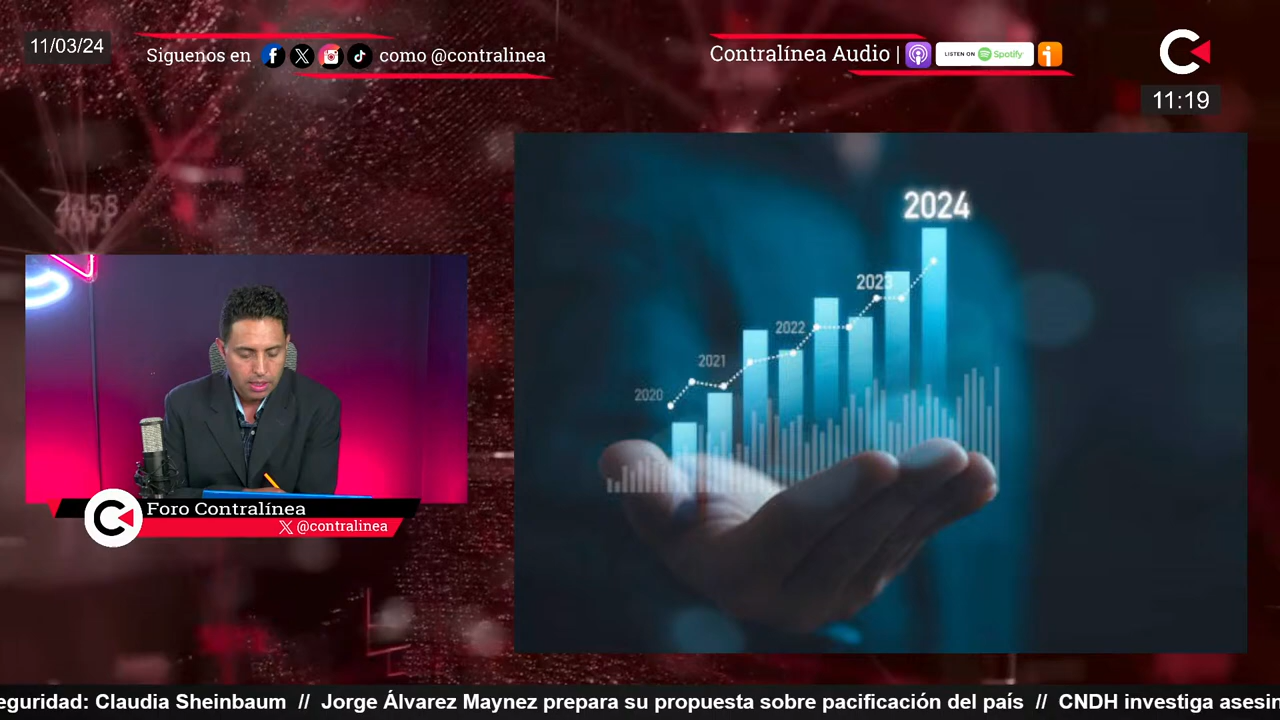 11/03/24
Siguenos en
como @contralinea
Contralínea Audio |
LISTEN ON Spotify
11:19
2024
2023
2022
2021
2020
Foro Contralínea
@contralinea
eguridad: Claudia Sheinbaum // Jorge Álvarez Maynez prepara su propuesta sobre pacificación del país // CNDH investiga asesin